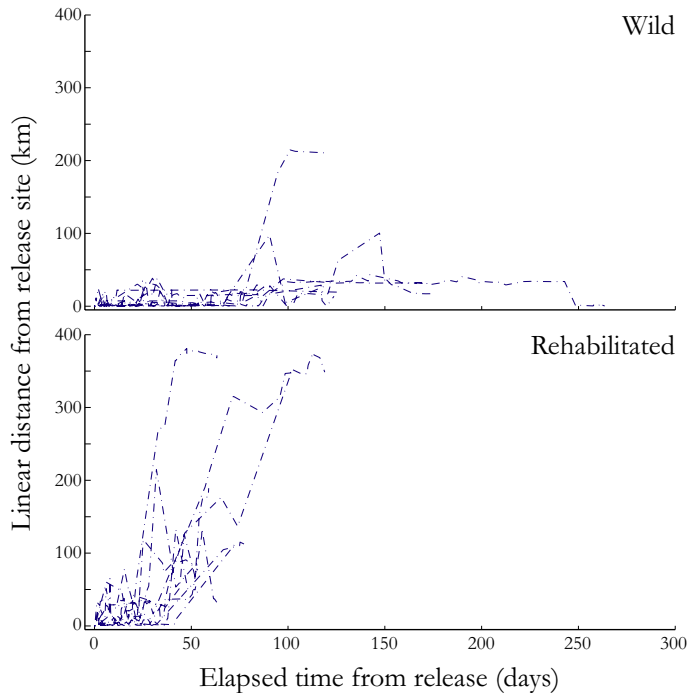 Wild
400
300
200
100
0
Linear distance from release site (km)
Rehabilitated
400
300
200
100
0
0 50 100 150 200 250 300
Elapsed time from release (days)